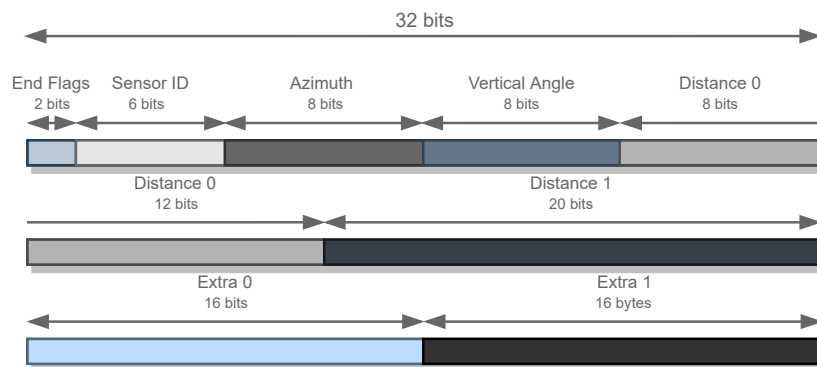 32 bits
End Flags Sensor ID Azimuth Vertical Angle Distance 0
2 bits 6 bits 8 bits 8 bits 8 bits
Distance 0 Distance 1
12 bits 20 bits
Extra 0 Extra 1
16 bits 16 bytes